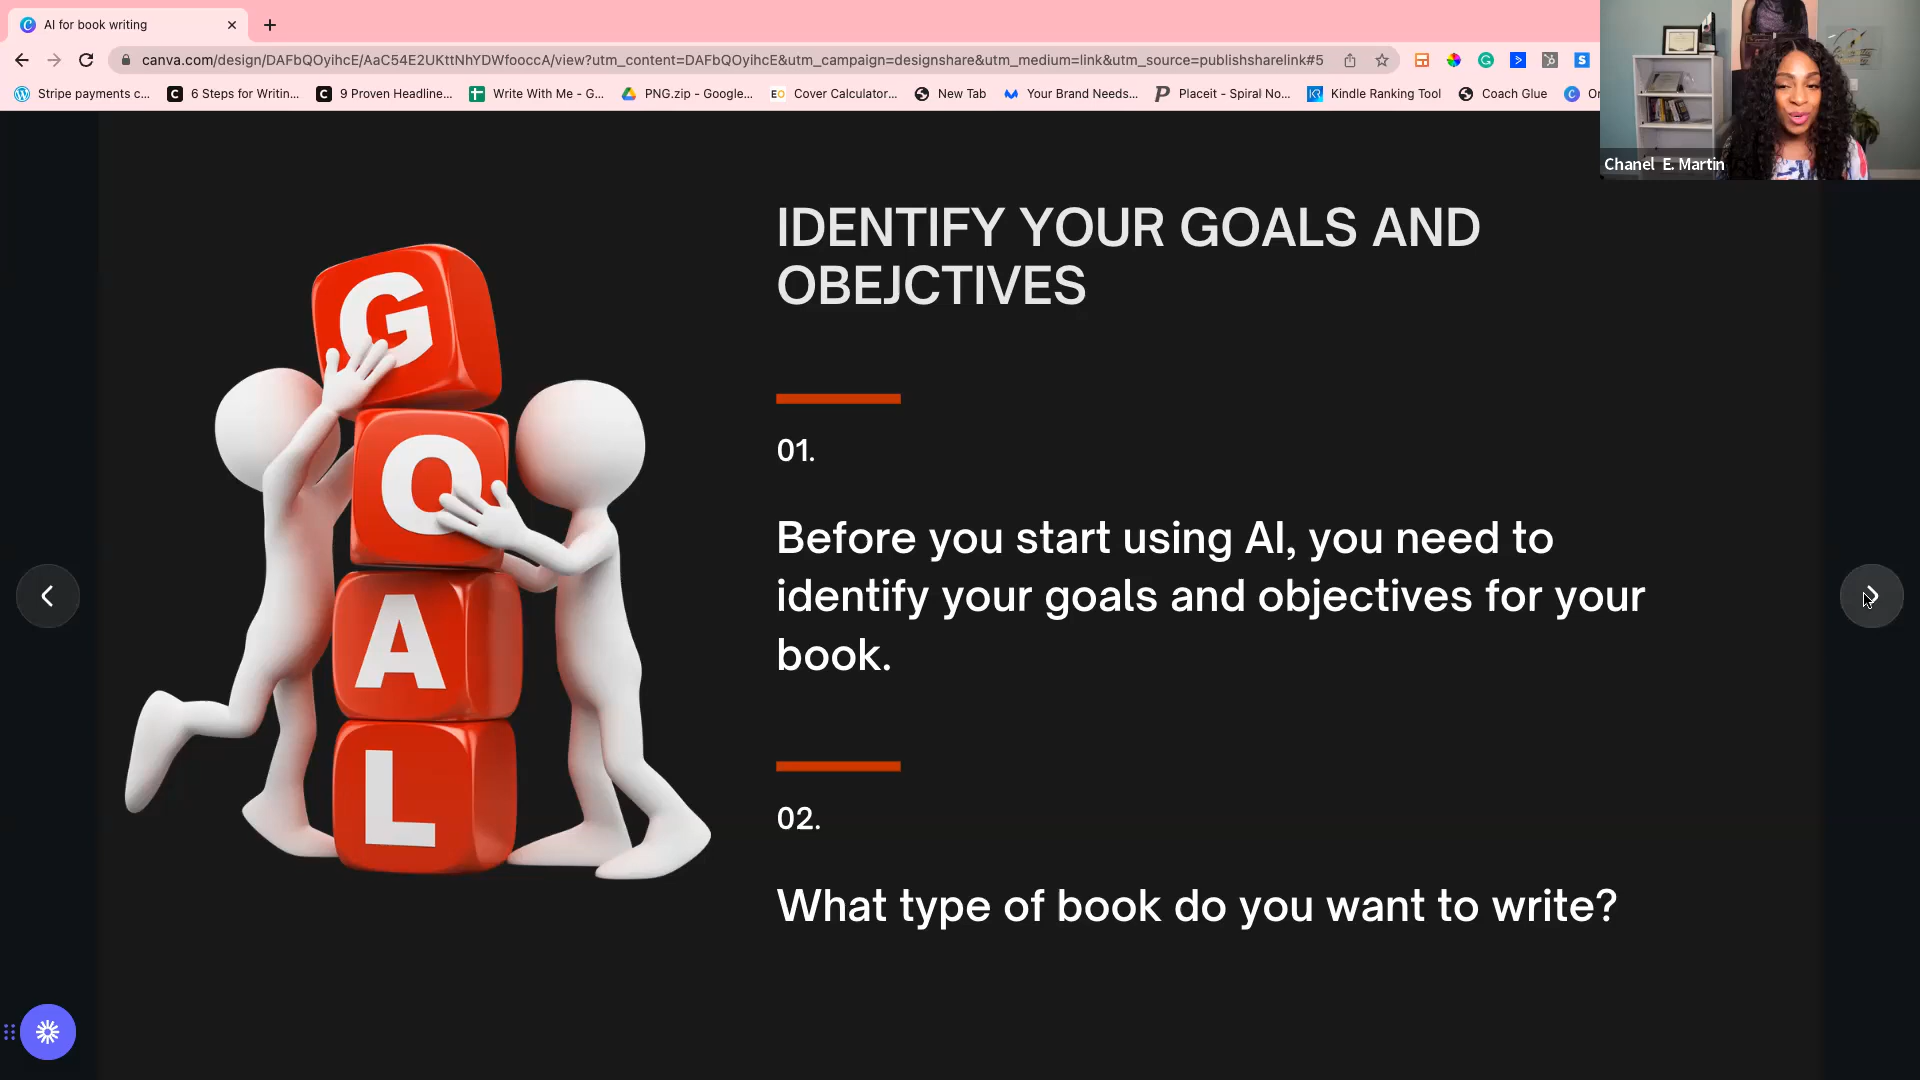 AI for book writing
canva.com/design/DAFbQOyihcE/AaC54E2UKttNhYDWfooccA/view?utm_content=DAFbQOyihcE&utm_campaign=designshare&utm_medium=link&utm_source=publishsharelink#5
Stripe payments c... 6 Steps for Writin... 9 Proven Headline... Write With Me - G... PNG.zip - Google... EO Cover Calculator... New Tab Your Brand Needs... Placeit - Spiral No... KR Kindle Ranking Tool Coach Glue
Chanel E. Martin
IDENTIFY YOUR GOALS AND
OBEJCTIVES
G
O
A
L
01.
Before you start using AI, you need to
identify your goals and objectives for your
book.
02.
What type of book do you want to write?